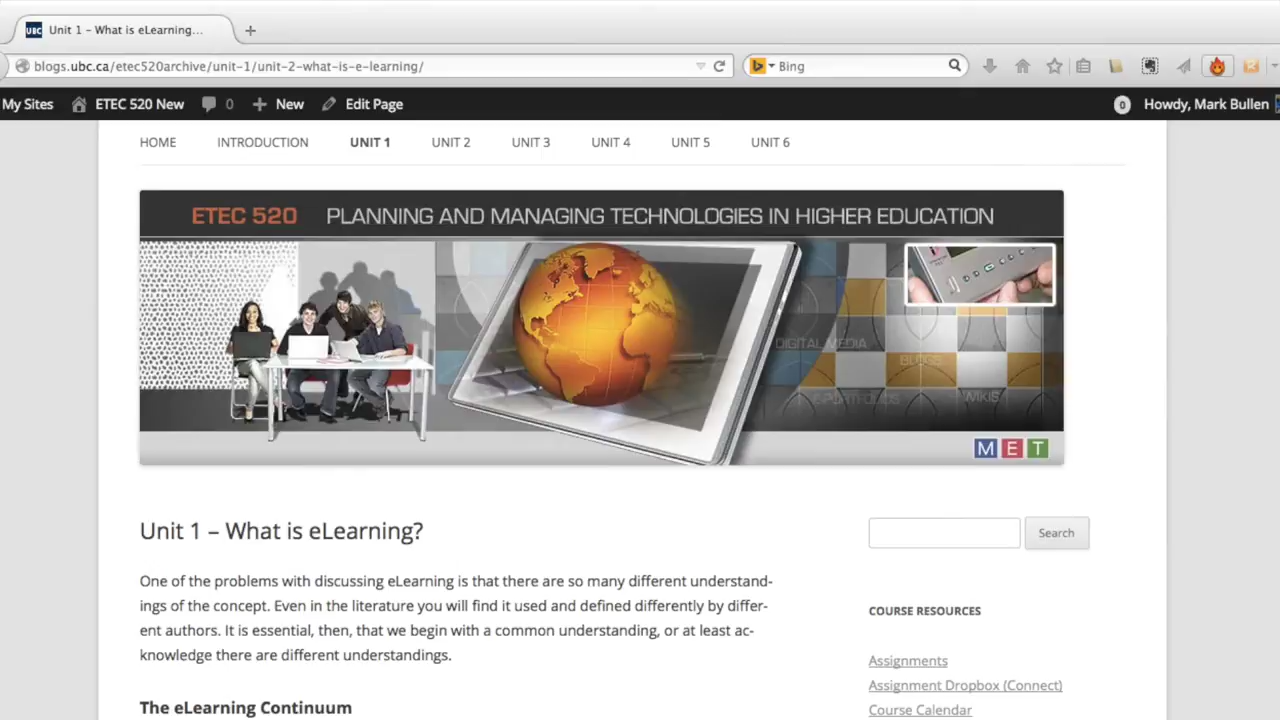 Unit 1 – What is eLearning...
blogs.ubc.ca/etec520archive/unit-1/unit-2-what-is-e-learning/
Bing
My Sites ETEC 520 New 0 New Edit Page 0 Howdy, Mark Bullen
HOME INTRODUCTION UNIT 1 UNIT 2 UNIT 3 UNIT 4 UNIT 5 UNIT 6
ETEC 520 PLANNING AND MANAGING TECHNOLOGIES IN HIGHER EDUCATION
DIGITAL MEDIA
BLOGS
E-PORTFOLIOS
WIKIS
MET
Unit 1 – What is eLearning?
Search
One of the problems with discussing eLearning is that there are so many different understand-
ings of the concept. Even in the literature you will find it used and defined differently by differ-
ent authors. It is essential, then, that we begin with a common understanding, or at least ac-
knowledge there are different understandings.
The eLearning Continuum
COURSE RESOURCES
Assignments
Assignment Dropbox (Connect)
Course Calendar